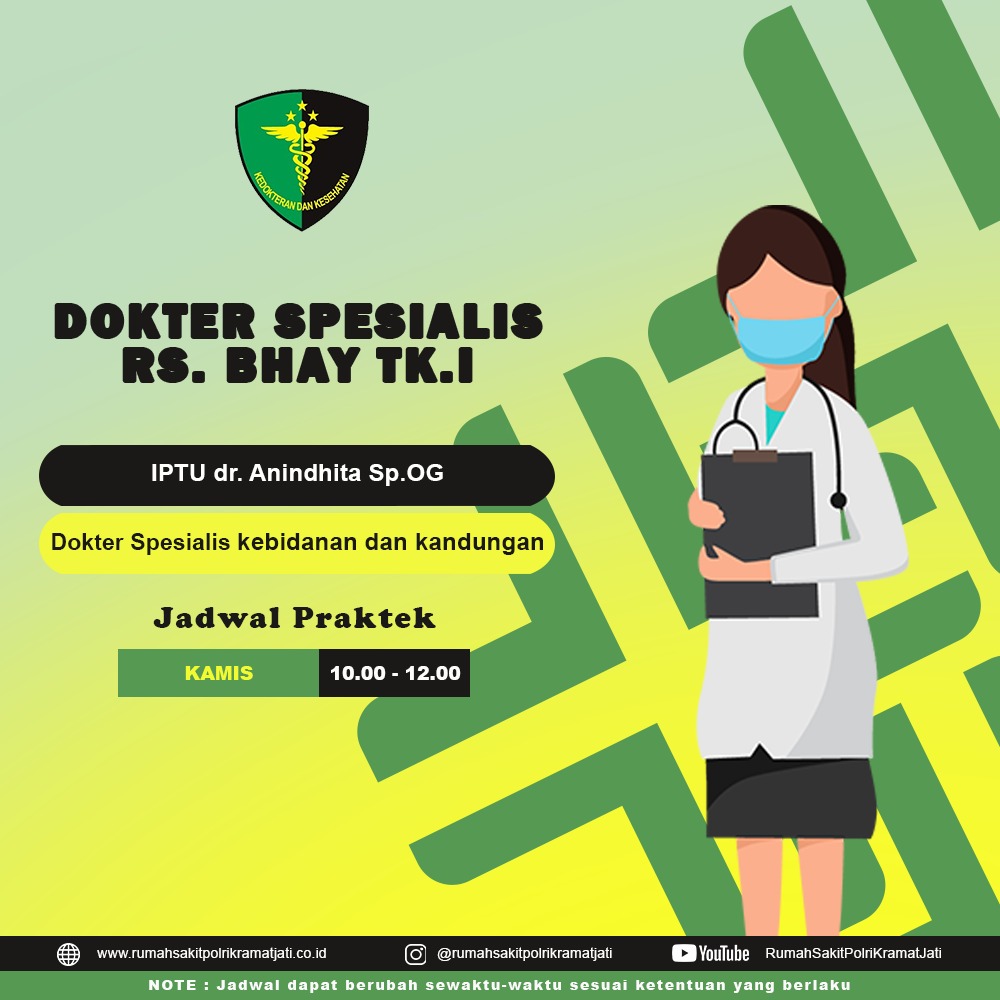 KEDOKTERAN DAN KESEHATAN
DOKTER SPESIALIS
RS. BHAY TK.I
IPTU dr. Anindhita Sp.OG
Dokter Spesialis kebidanan dan kandungan
Jadwal Praktek
KAMIS 10.00 - 12.00
www.rumahsakitpolrikramatjati.co.id @rumahsakitpolrikramatjati YouTube RumahSakitPolriKramatJati
NOTE : Jadwal dapat berubah sewaktu-waktu sesuai ketentuan yang berlaku